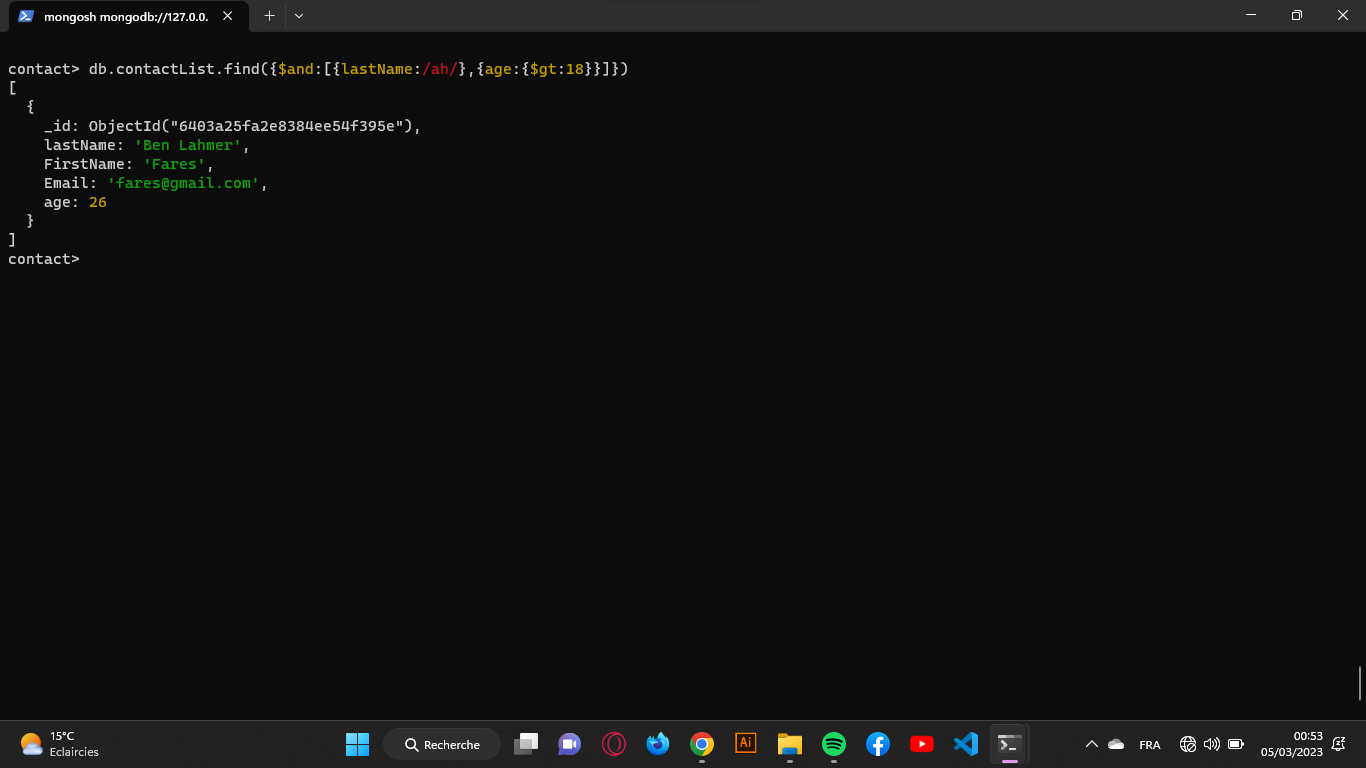 mongosh mongodb://127.0.0.
contact> db.contactList.find({$and:[{lastName:/ah/},{age:{$gt:18}}]})
[
{
_id: ObjectId("6403a25fa2e8384ee54f395e"),
lastName: 'Ben Lahmer',
FirstName: 'Fares',
Email: 'fares@gmail.com',
age: 26
}
]
contact>
15°C
Eclaircies
Recherche
Ai
FRA
00:53
05/03/2023